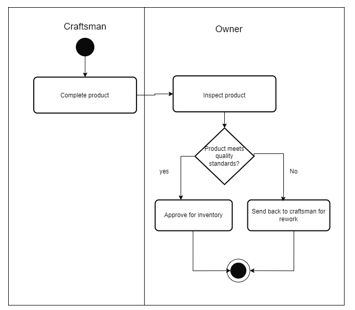 Craftsman
Owner
Complete product
Inspect product
Product meets
quality
standards?
yes
No
Approve for inventory
Send back to craftsman for
rework